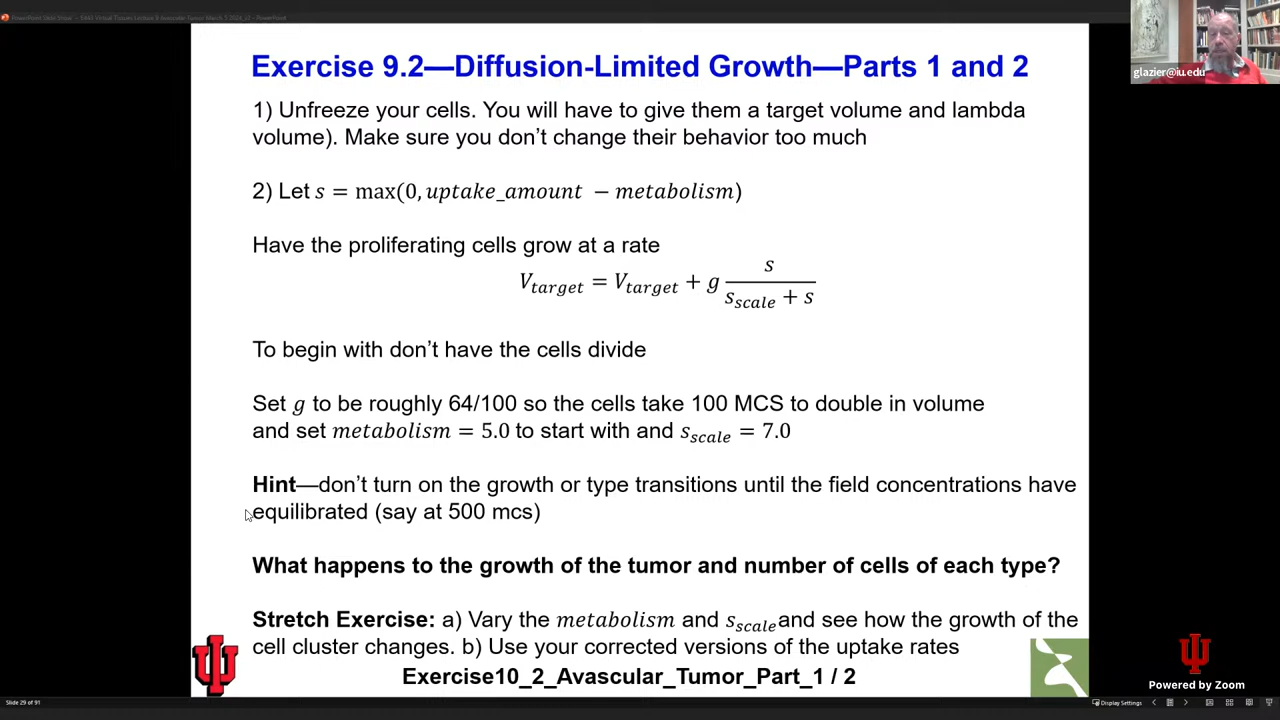 Exercise 9.2—Diffusion-Limited Growth—Parts 1 and 2
glazier@iu.edu
1) Unfreeze your cells. You will have to give them a target volume and lambda
volume). Make sure you don't change their behavior too much
2) Let s = max(0, uptake_amount − metabolism)
Have the proliferating cells grow at a rate
V_target = V_target + g s / (s_scale + s)
To begin with don't have the cells divide
Set g to be roughly 64/100 so the cells take 100 MCS to double in volume
and set metabolism = 5.0 to start with and s_scale = 7.0
Hint—don't turn on the growth or type transitions until the field concentrations have
equilibrated (say at 500 mcs)
What happens to the growth of the tumor and number of cells of each type?
Stretch Exercise: a) Vary the metabolism and s_scale and see how the growth of the
cell cluster changes. b) Use your corrected versions of the uptake rates
Exercise10_2_Avascular_Tumor_Part_1 / 2
Powered by Zoom
Slide 29 of 91
Display Settings